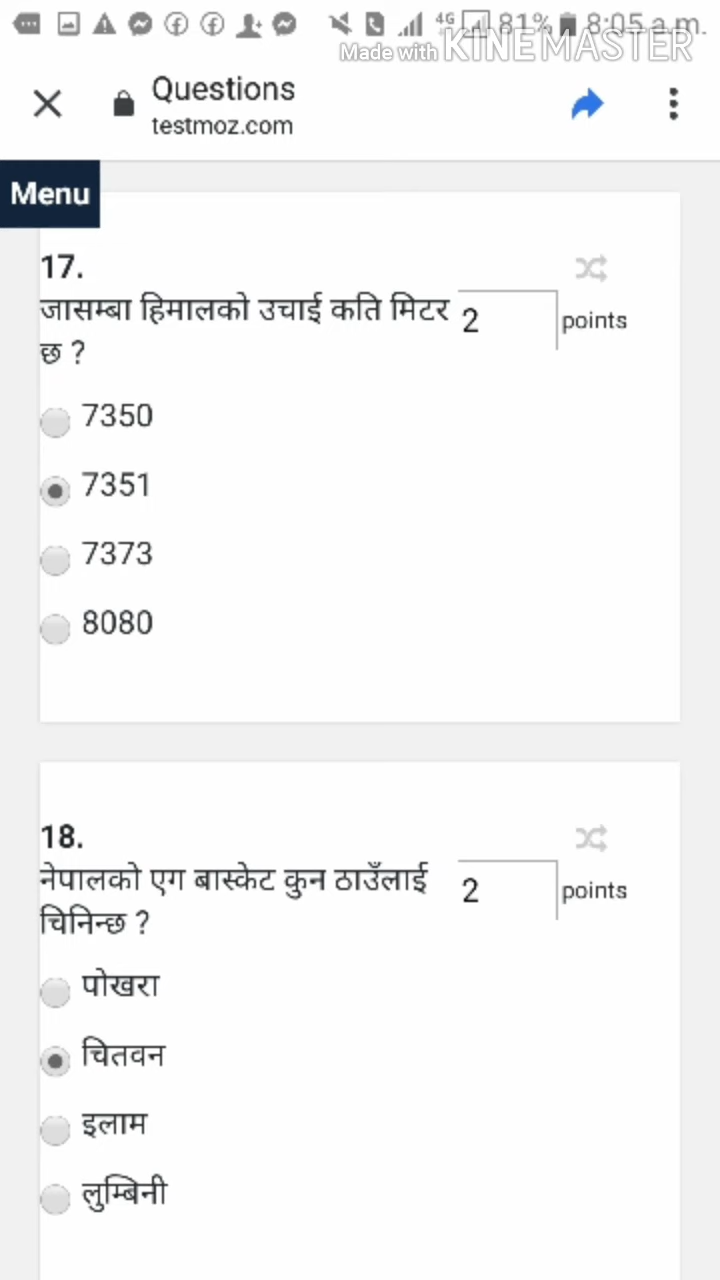 4G 81% 8:05 a.m.
Made with KINEMASTER
Questions
testmoz.com
Menu
17.
जासम्बा हिमालको उचाई कति मिटर
छ ?
2 points
7350
7351
7373
8080
18.
नेपालको एग बास्केट कुन ठाउँलाई
चिनिन्छ ?
2 points
पोखरा
चितवन
इलाम
लुम्बिनी